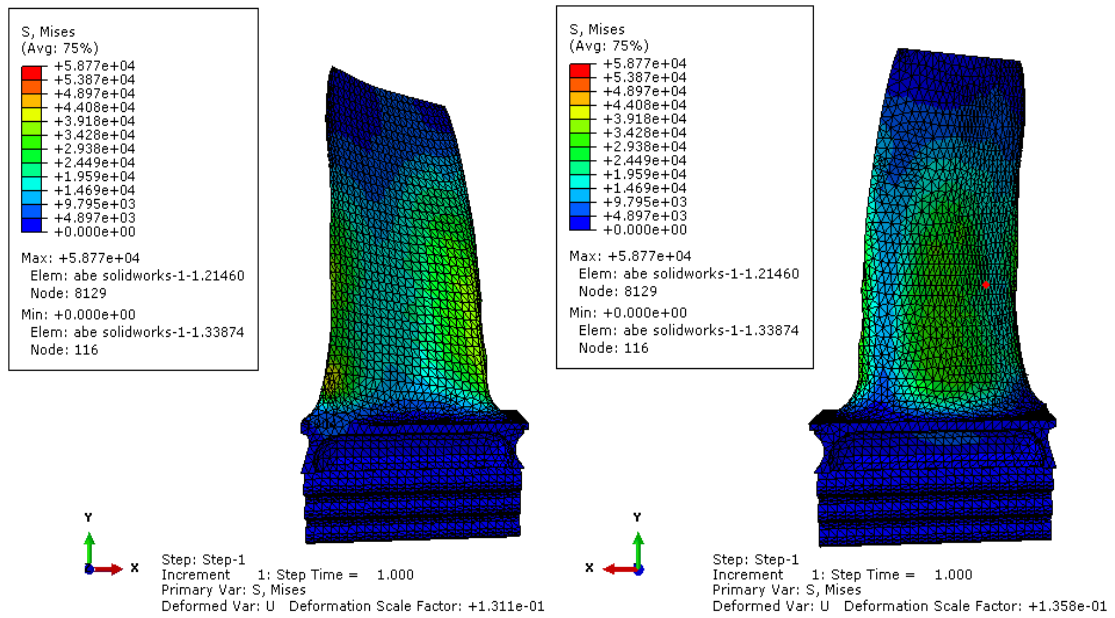 S, Mises
(Avg: 75%)
+5.877e+04
+5.387e+04
+4.897e+04
+4.408e+04
+3.918e+04
+3.428e+04
+2.938e+04
+2.449e+04
+1.959e+04
+1.469e+04
+9.795e+03
+4.897e+03
+0.000e+00
Max: +5.877e+04
Elem: abe solidworks-1-1.21460
Node: 8129
Min: +0.000e+00
Elem: abe solidworks-1-1.33874
Node: 116
Y
X
Step: Step-1
Increment 1: Step Time = 1.000
Primary Var: S, Mises
Deformed Var: U Deformation Scale Factor: +1.311e-01
S, Mises
(Avg: 75%)
+5.877e+04
+5.387e+04
+4.897e+04
+4.408e+04
+3.918e+04
+3.428e+04
+2.938e+04
+2.449e+04
+1.959e+04
+1.469e+04
+9.795e+03
+4.897e+03
+0.000e+00
Max: +5.877e+04
Elem: abe solidworks-1-1.21460
Node: 8129
Min: +0.000e+00
Elem: abe solidworks-1-1.33874
Node: 116
Y
X
Step: Step-1
Increment 1: Step Time = 1.000
Primary Var: S, Mises
Deformed Var: U Deformation Scale Factor: +1.358e-01